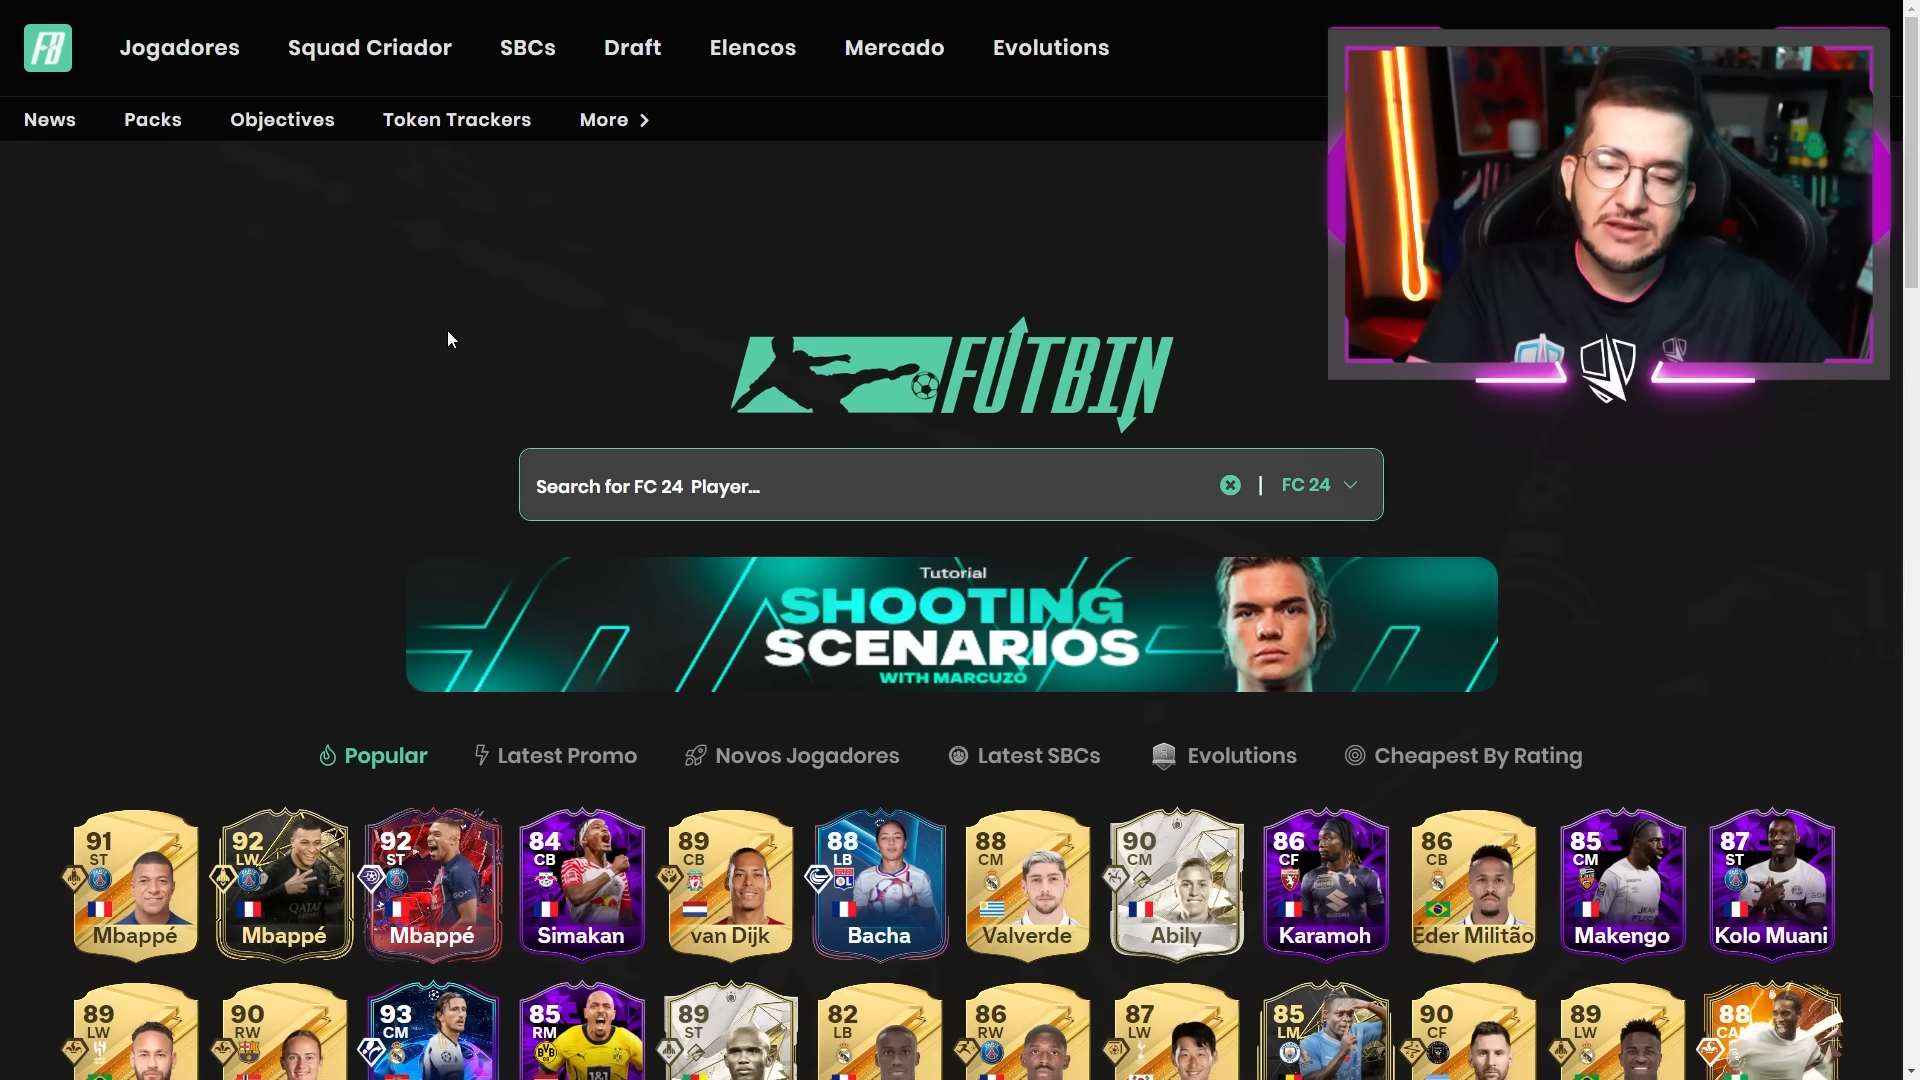 FB
Jogadores Squad Criador SBCs Draft Elencos Mercado Evolutions
News Packs Objectives Token Trackers More
FUTBIN
Search for FC 24 Player... | FC 24
Tutorial
SHOOTING
SCENARIOS
WITH MARCUZO
Popular Latest Promo Novos Jogadores Latest SBCs Evolutions Cheapest By Rating
91 ST Mbappé
92 LW Mbappé
92 ST Mbappé
84 CB Simakan
89 CB van Dijk
88 LB Bacha
88 CM Valverde
90 CM Abily
86 CF Karamoh
86 CB Éder Militão
85 CM Makengo
87 ST Kolo Muani
89 LW
90 RW
93 CM
85 RM
89 ST
82 LB
86 RW
87 LW
85 LM
90 CF
89 LW
88 CAM